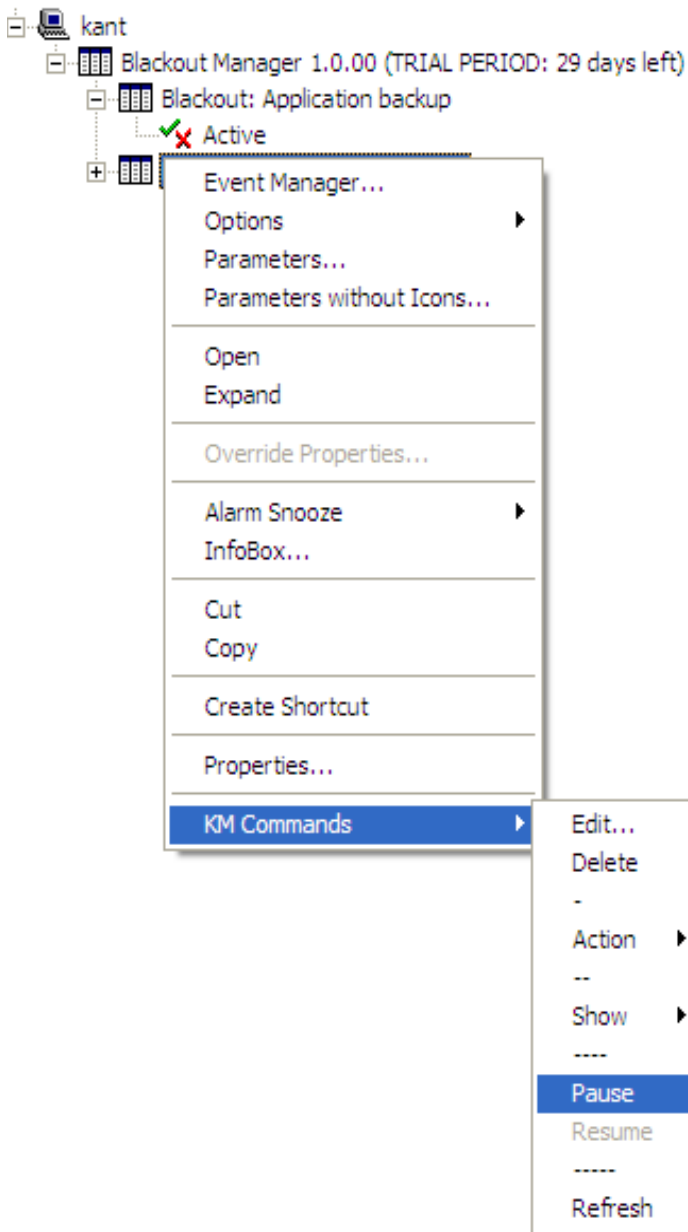 kant
Blackout Manager 1.0.00 (TRIAL PERIOD: 29 days left)
Blackout: Application backup
Active
Event Manager...
Options
Parameters...
Parameters without Icons...
Open
Expand
Override Properties...
Alarm Snooze
InfoBox...
Cut
Copy
Create Shortcut
Properties...
KM Commands
Edit...
Delete
-
Action
--
Show
----
Pause
Resume
-----
Refresh